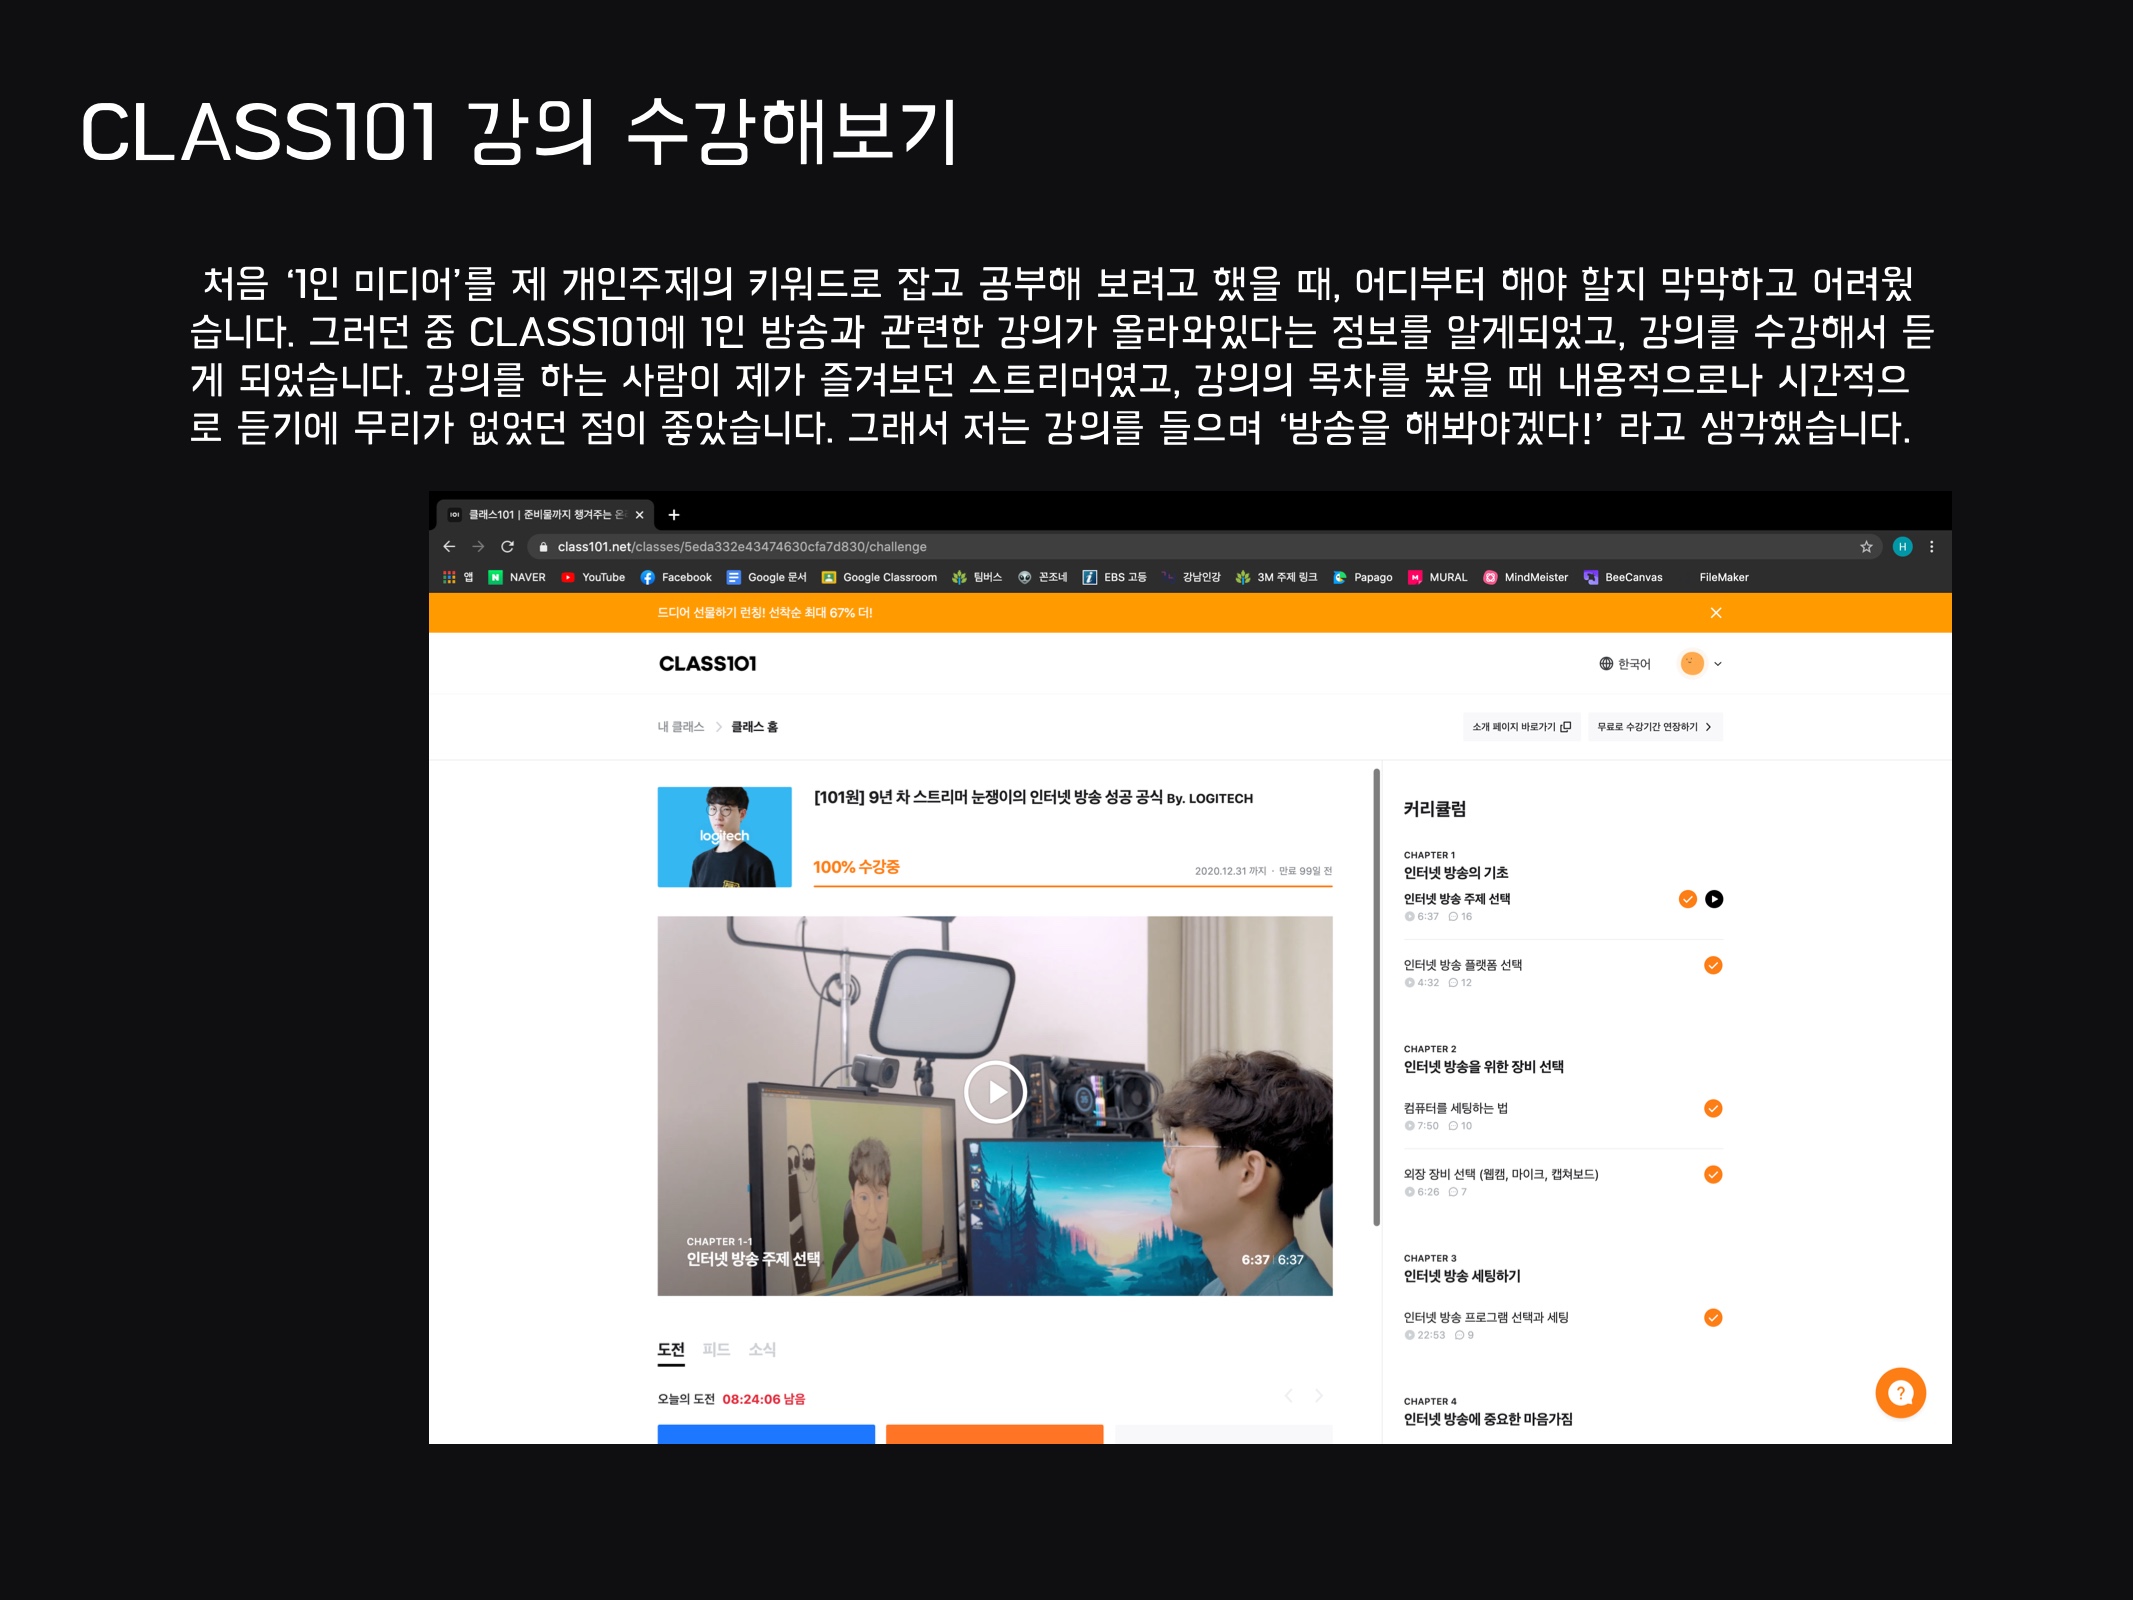 CLASS101 강의 수강해보기
처음 ‘1인 미디어’를 제 개인주제의 키워드로 잡고 공부해 보려고 했을 때, 어디부터 해야 할지 막막하고 어려웠
습니다. 그러던 중 CLASS101에 1인 방송과 관련한 강의가 올라와있다는 정보를 알게되었고, 강의를 수강해서 듣
게 되었습니다. 강의를 하는 사람이 제가 즐겨보던 스트리머였고, 강의의 목차를 봤을 때 내용적으로나 시간적으
로 듣기에 무리가 없었던 점이 좋았습니다. 그래서 저는 강의를 들으며 ‘방송을 해봐야겠다!’ 라고 생각했습니다.
클래스101 | 준비물까지 챙겨주는 온
class101.net/classes/5eda332e43474630cfa7d830/challenge
앱 NAVER YouTube Facebook Google 문서 Google Classroom 팀버스 꼰조네 EBS 고등 강남인강 3M 주제 링크 Papago MURAL MindMeister BeeCanvas FileMaker
드디어 선물하기 런칭! 선착순 최대 67% 더!
CLASS101
한국어
내 클래스 > 클래스 홈
소개 페이지 바로가기
무료로 수강기간 연장하기
logitech
[101원] 9년 차 스트리머 눈쟁이의 인터넷 방송 성공 공식 By. LOGITECH
100% 수강중
2020.12.31 까지 · 만료 99일 전
CHAPTER 1-1
인터넷 방송 주제 선택
6:37 | 6:37
도전 피드 소식
오늘의 도전 08:24:06 남음
커리큘럼
CHAPTER 1
인터넷 방송의 기초
인터넷 방송 주제 선택
6:37 16
인터넷 방송 플랫폼 선택
4:32 12
CHAPTER 2
인터넷 방송을 위한 장비 선택
컴퓨터를 세팅하는 법
7:50 10
외장 장비 선택 (웹캠, 마이크, 캡쳐보드)
6:26 7
CHAPTER 3
인터넷 방송 세팅하기
인터넷 방송 프로그램 선택과 세팅
22:53 9
CHAPTER 4
인터넷 방송에 중요한 마음가짐